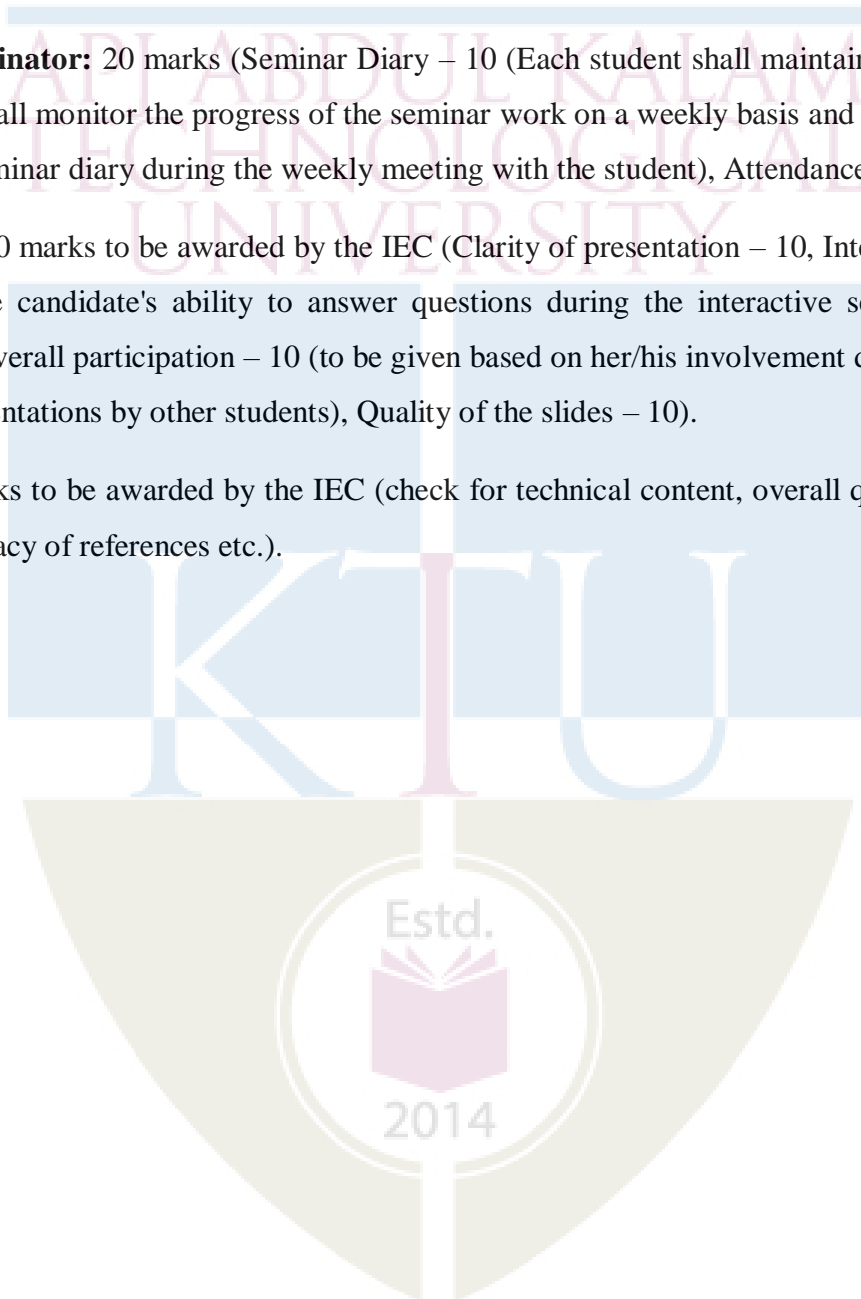 API ABDUL KALAM
inator: 20 marks (Seminar Diary – 10 (Each student shall maintain
all monitor the progress of the seminar work on a weekly basis and
minar diary during the weekly meeting with the student), Attendance
TECHNOLOGICAL
UNIVERSITY
0 marks to be awarded by the IEC (Clarity of presentation – 10, Inte
e candidate's ability to answer questions during the interactive se
verall participation – 10 (to be given based on her/his involvement
entations by other students), Quality of the slides – 10).
ks to be awarded by the IEC (check for technical content, overall q
acy of references etc.).
KTU
Estd.
2014